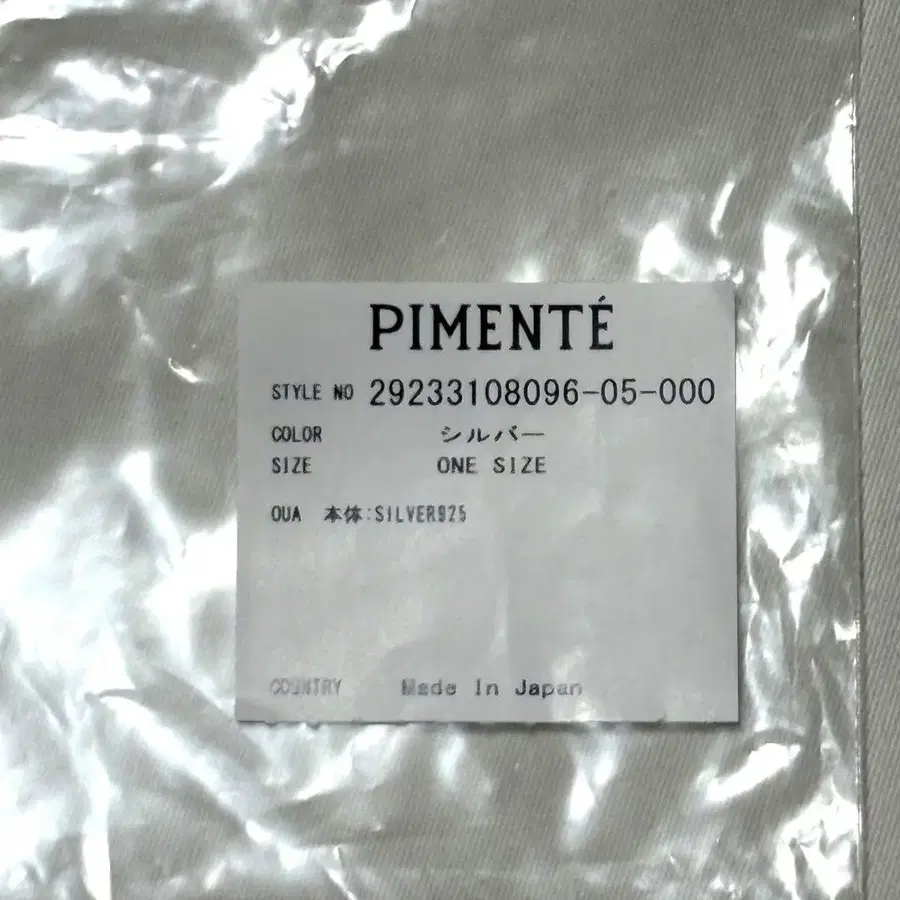 PIMENTÉ
STYLE NO 29233108096-05-000
COLOR シルバー
SIZE ONE SIZE
OUA 本体:SILVER925
COUNTRY Made In Japan